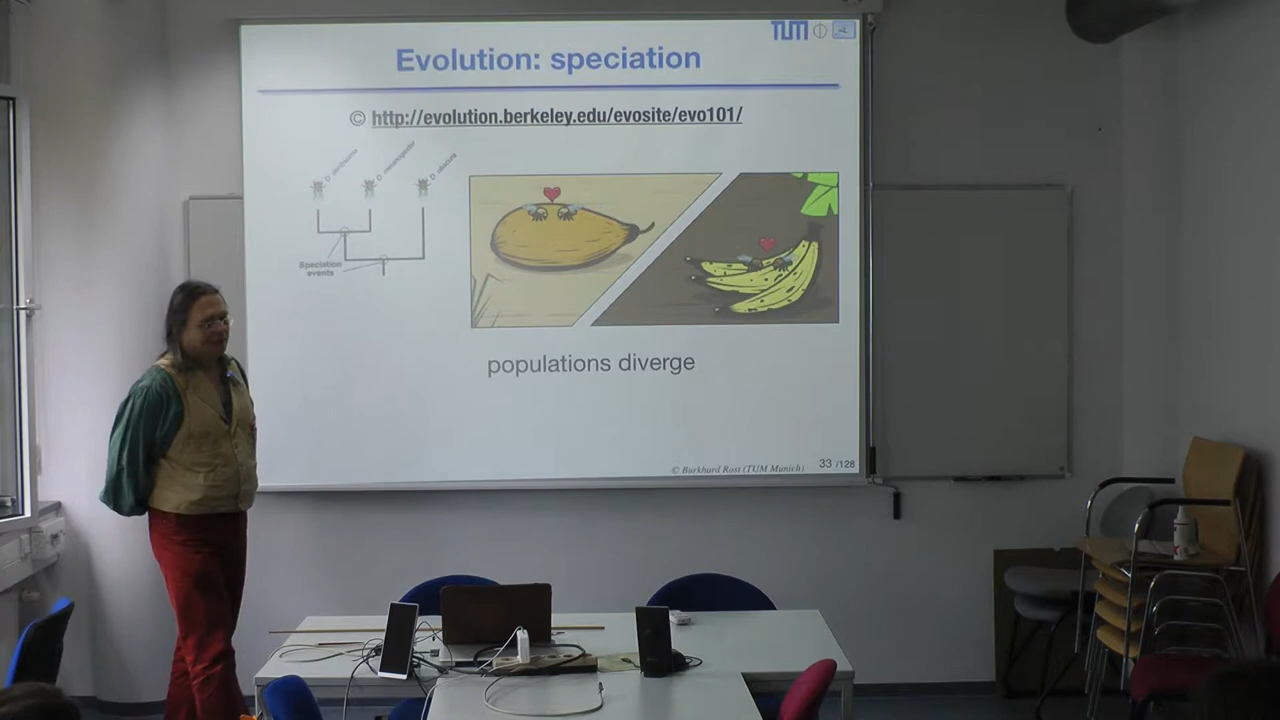 TUM
Evolution: speciation
© http://evolution.berkeley.edu/evosite/evo101/
D. melanogaster
D. obscura
Speciation
events
populations diverge
© Burkhard Rost (TUM Munich)
33 /128